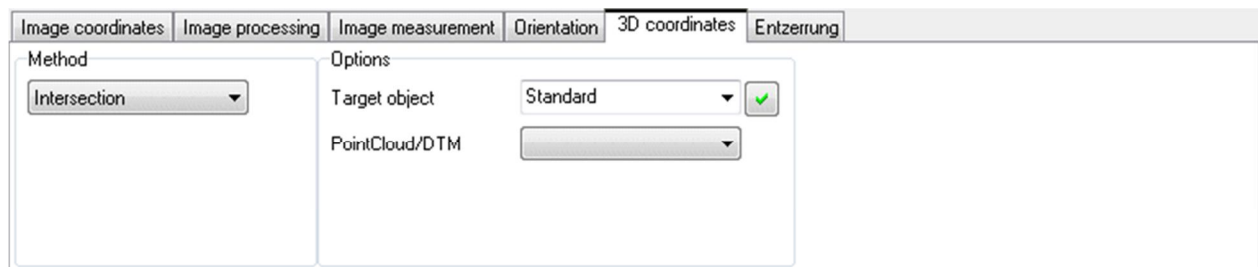 Image coordinates Image processing Image measurement Orientation 3D coordinates Entzerrung
Method Options
Intersection Target object Standard
PointCloud/DTM